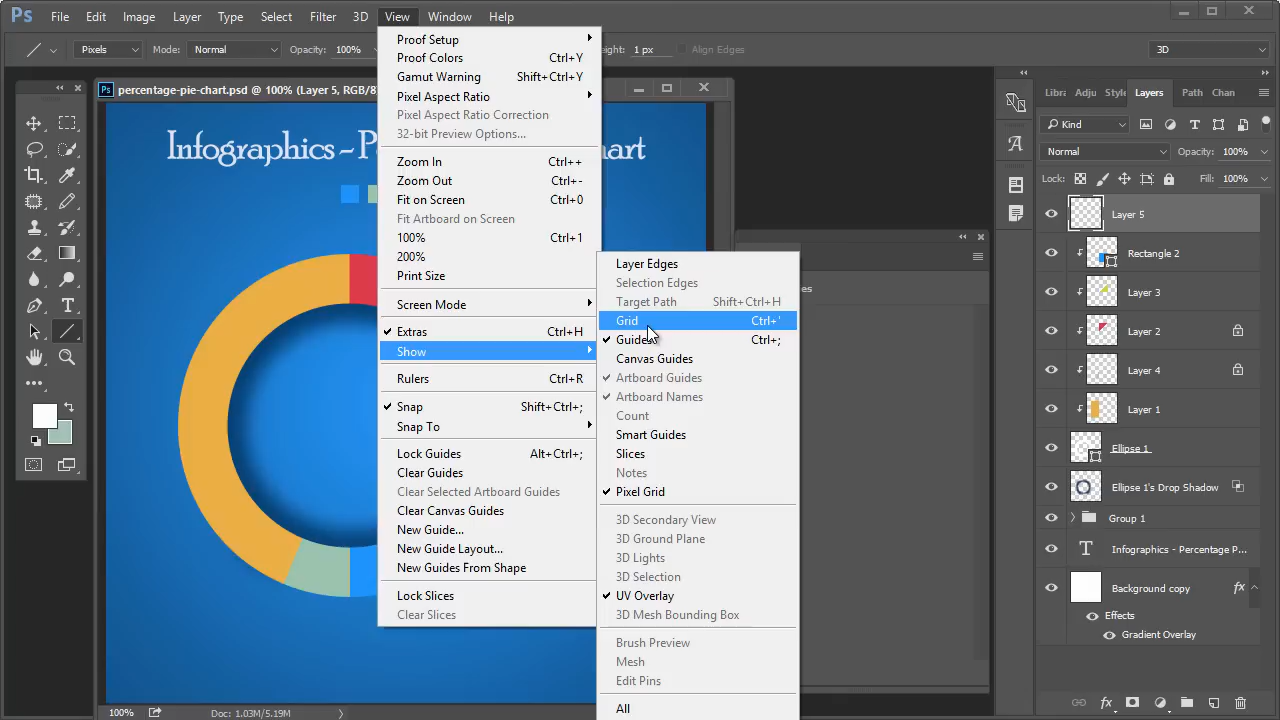 Ps File Edit Image Layer Type Select Filter 3D View Window Help
Pixels Mode: Normal Opacity: 100% 1 px Align Edges 3D
Ps percentage-pie-chart.psd @ 100% (Layer 5, RGB/8
Infographics ~ P hart
Proof Setup
Proof Colors Ctrl+Y
Gamut Warning Shift+Ctrl+Y
Pixel Aspect Ratio
Pixel Aspect Ratio Correction
32-bit Preview Options...
Zoom In Ctrl++
Zoom Out Ctrl+-
Fit on Screen Ctrl+0
Fit Artboard on Screen
100% Ctrl+1
200%
Print Size
Screen Mode
Extras Ctrl+H
Show
Rulers Ctrl+R
Snap Shift+Ctrl+;
Snap To
Lock Guides Alt+Ctrl+;
Clear Guides
Clear Selected Artboard Guides
Clear Canvas Guides
New Guide...
New Guide Layout...
New Guides From Shape
Lock Slices
Clear Slices
Layer Edges
Selection Edges
Target Path Shift+Ctrl+H
Grid Ctrl+'
Guides Ctrl+;
Canvas Guides
Artboard Guides
Artboard Names
Count
Smart Guides
Slices
Notes
Pixel Grid
3D Secondary View
3D Ground Plane
3D Lights
3D Selection
UV Overlay
3D Mesh Bounding Box
Brush Preview
Mesh
Edit Pins
All
Libra Adju Style Layers Path Chan
Kind
Normal Opacity: 100%
Lock: Fill: 100%
Layer 5
Rectangle 2
Layer 3
Layer 2
Layer 4
Layer 1
Ellipse 1
Ellipse 1's Drop Shadow
Group 1
Infographics - Percentage P...
Background copy fx
Effects
Gradient Overlay
100% Doc: 1.03M/5.19M